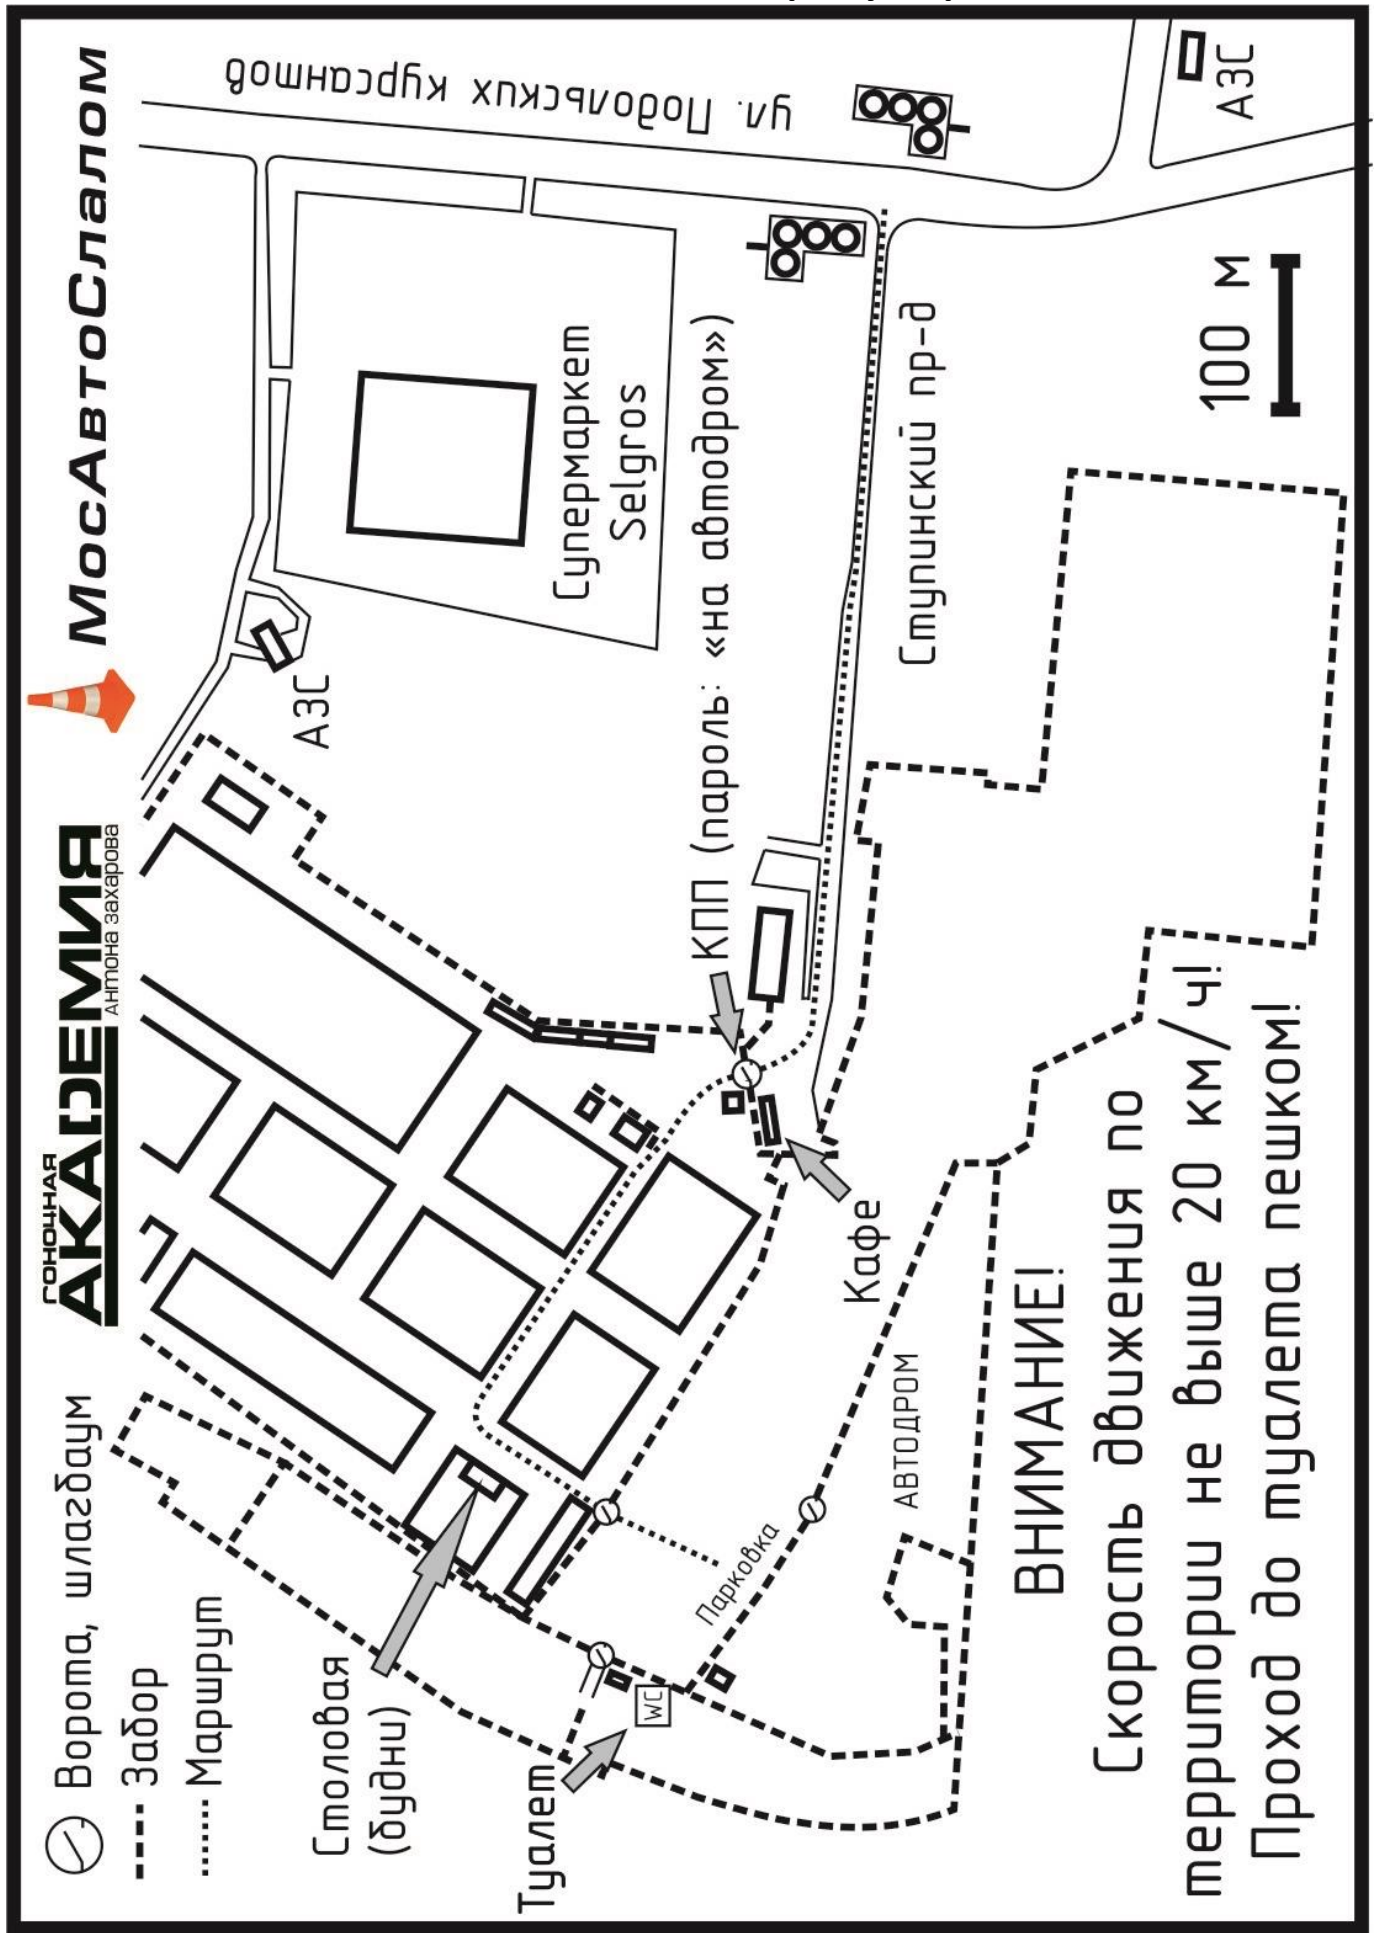 ГОНОЧНАЯ
АКАДЕМИЯ
Антона Захарова
МосАвтоСлалом
Ворота, шлагбаум
Забор
Маршрут
Столовая
(будни)
Туалет
WC
Парковка
АВТОДРОМ
Кафе
КПП (пароль: «на автодром»)
АЗС
Супермаркет
Selgros
ул. Подольских курсантов
Ступинский пр-д
АЗС
100 м
ВНИМАНИЕ!
Скорость движения по
территории не выше 20 км/ч!
Проход до туалета пешком!